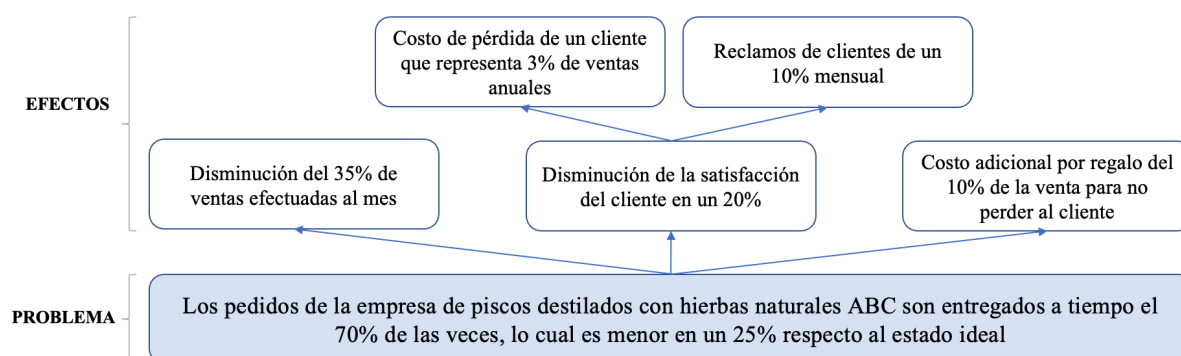 EFECTOS
Costo de pérdida de un cliente
que representa 3% de ventas
anuales
Reclamos de clientes de un
10% mensual
Disminución del 35% de
ventas efectuadas al mes
Disminución de la satisfacción
del cliente en un 20%
Costo adicional por regalo del
10% de la venta para no
perder al cliente
PROBLEMA
Los pedidos de la empresa de piscos destilados con hierbas naturales ABC son entregados a tiempo el
70% de las veces, lo cual es menor en un 25% respecto al estado ideal